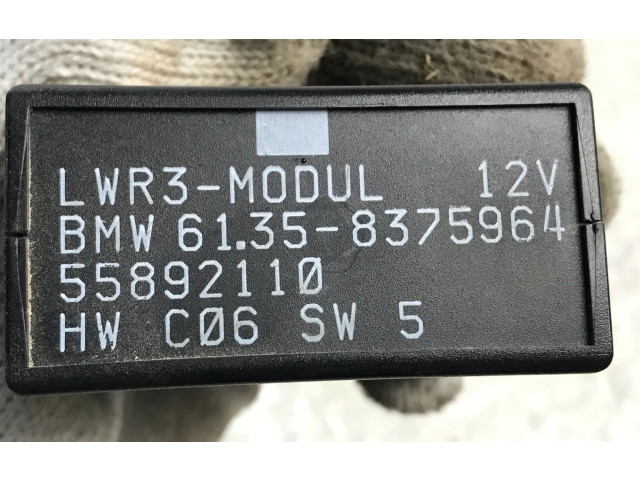 LWR3-MODUL 12V
BMW 61.35-8375964
55892110
HW C06 SW 5